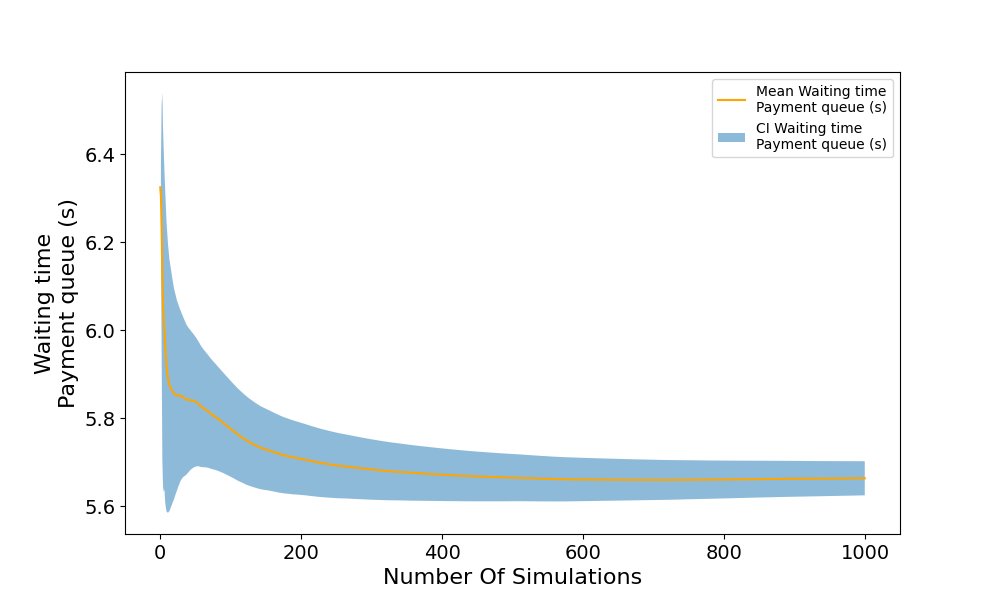 Mean Waiting time
Payment queue (s)
CI Waiting time
Payment queue (s)
Waiting time
Payment queue (s)
6.4
6.2
6.0
5.8
5.6
0
200
400
600
800
1000
Number Of Simulations